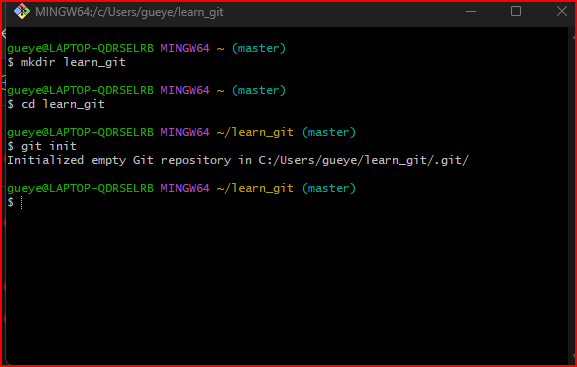 MINGW64:/c/Users/gueye/learn_git
gueye@LAPTOP-QDRSELRB MINGW64 ~ (master)
$ mkdir learn_git
gueye@LAPTOP-QDRSELRB MINGW64 ~ (master)
$ cd learn_git
gueye@LAPTOP-QDRSELRB MINGW64 ~/learn_git (master)
$ git init
Initialized empty Git repository in C:/Users/gueye/learn_git/.git/
gueye@LAPTOP-QDRSELRB MINGW64 ~/learn_git (master)
$